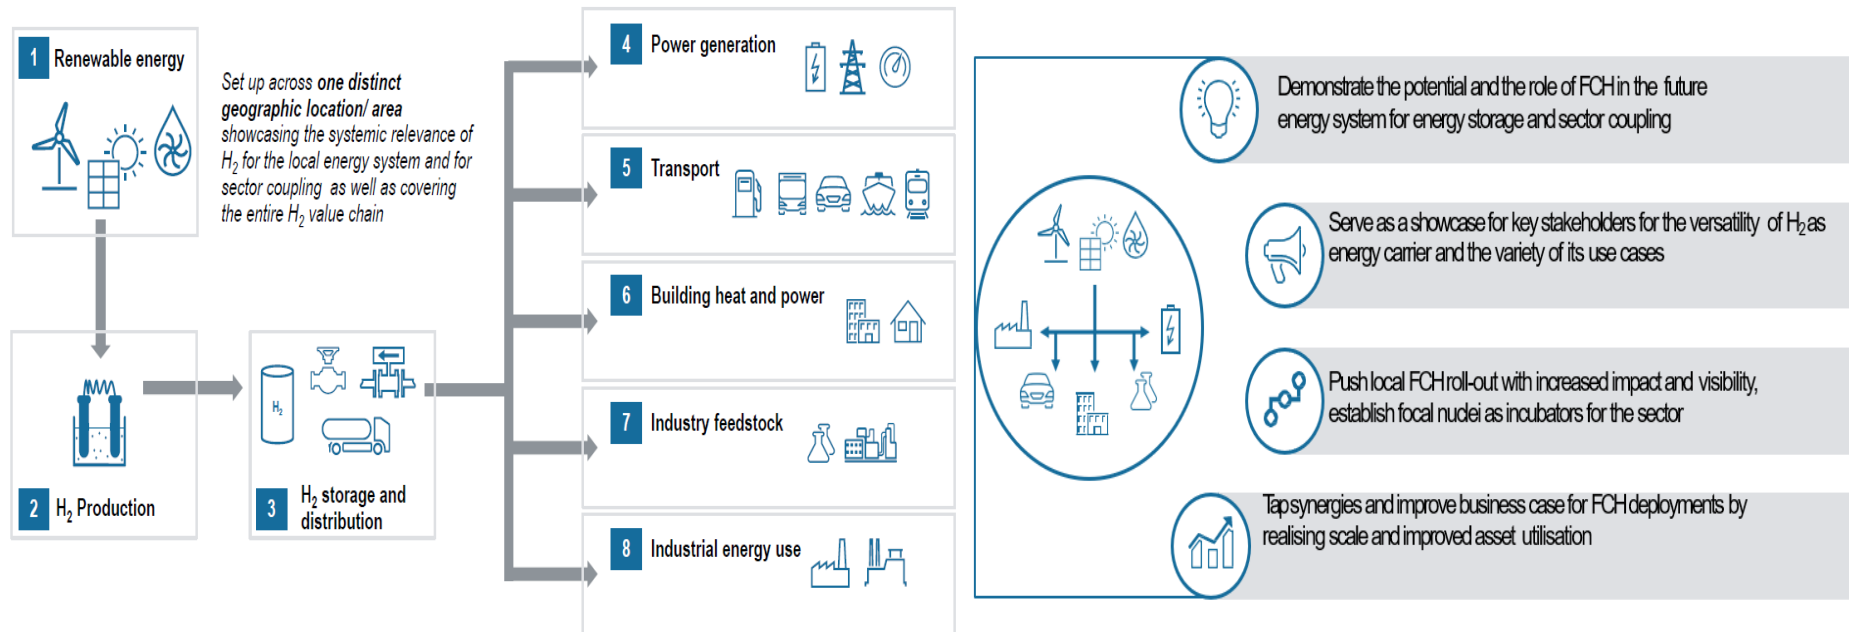 1 Renewable energy
Set up across one distinct
geographic location/ area
showcasing the systemic relevance of
H2 for the local energy system and for
sector coupling as well as covering
the entire H2 value chain
2 H2 Production
H2
3 H2 storage and
distribution
4 Power generation
5 Transport
6 Building heat and power
7 Industry feedstock
8 Industrial energy use
Demonstrate the potential and the role of FCH in the future
energy system for energy storage and sector coupling
Serve as a showcase for key stakeholders for the versatility of H2 as
energy carrier and the variety of its use cases
Push local FCH roll-out with increased impact and visibility,
establish focal nuclei as incubators for the sector
Tap synergies and improve business case for FCH deployments by
realising scale and improved asset utilisation